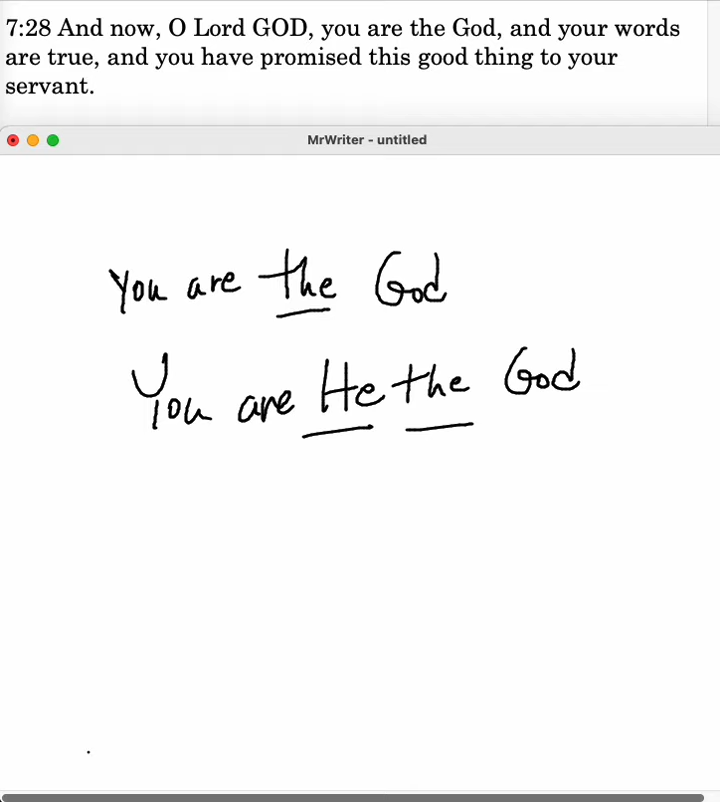 7:28 And now, O Lord GOD, you are the God, and your words
are true, and you have promised this good thing to your
servant.
MrWriter - untitled
You are the God
You are He the God